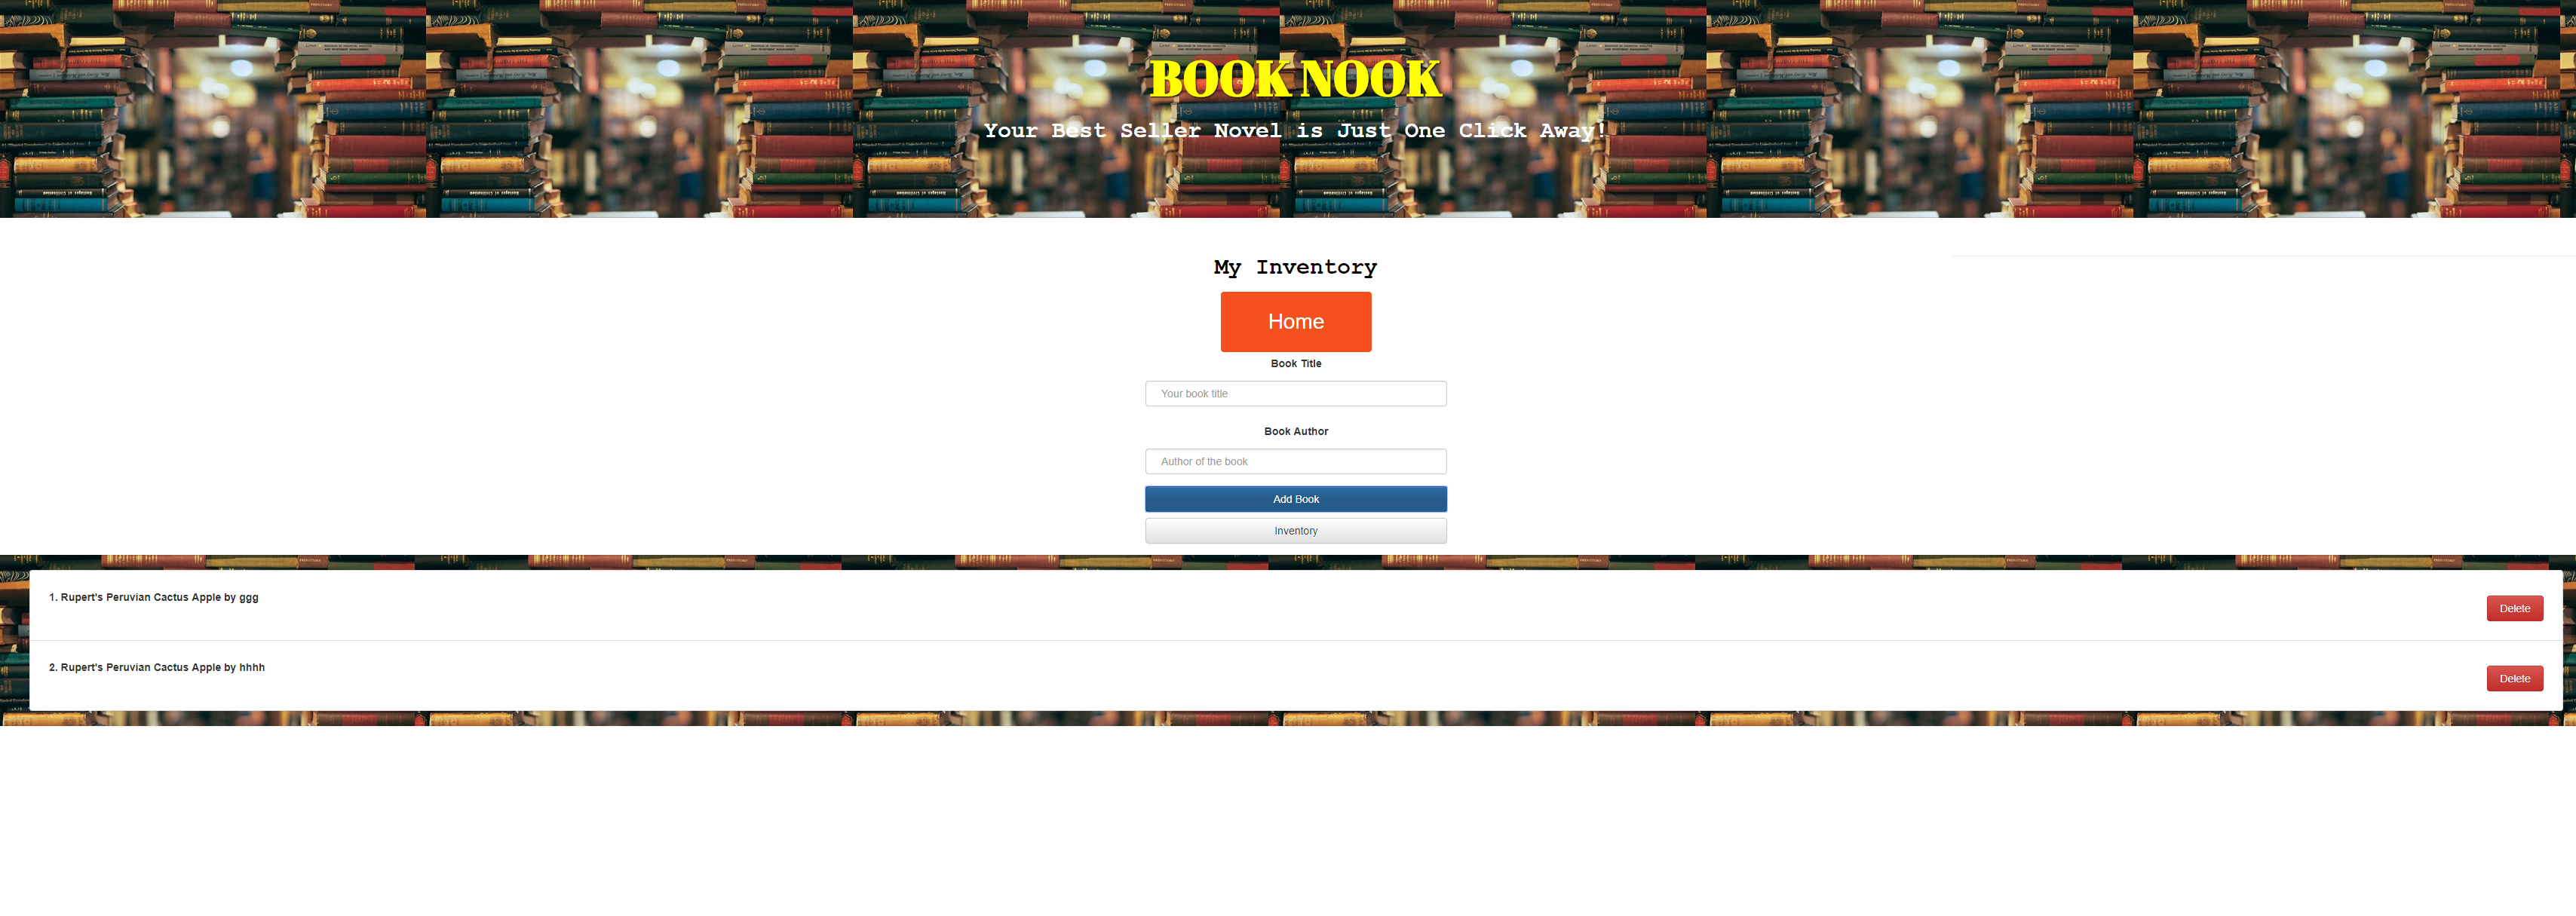 BOOK NOOK
Your Best Seller Novel is Just One Click Away!
My Inventory
Home
Book Title
Your book title
Book Author
Author of the book
Add Book
Inventory
1. Rupert's Peruvian Cactus Apple by ggg
Delete
2. Rupert's Peruvian Cactus Apple by hhhh
Delete